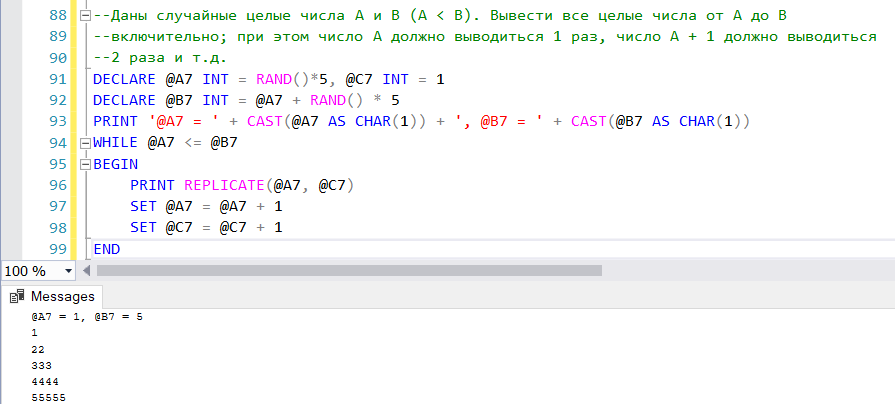 88 --Даны случайные целые числа A и B (A < B). Вывести все целые числа от A до B
89 --включительно; при этом число A должно выводиться 1 раз, число A + 1 должно выводиться
90 --2 раза и т.д.
91 DECLARE @A7 INT = RAND()*5, @C7 INT = 1
92 DECLARE @B7 INT = @A7 + RAND() * 5
93 PRINT '@A7 = ' + CAST(@A7 AS CHAR(1)) + ', @B7 = ' + CAST(@B7 AS CHAR(1))
94 WHILE @A7 <= @B7
95 BEGIN
96 PRINT REPLICATE(@A7, @C7)
97 SET @A7 = @A7 + 1
98 SET @C7 = @C7 + 1
99 END
100 %
Messages
@A7 = 1, @B7 = 5
1
22
333
4444
55555